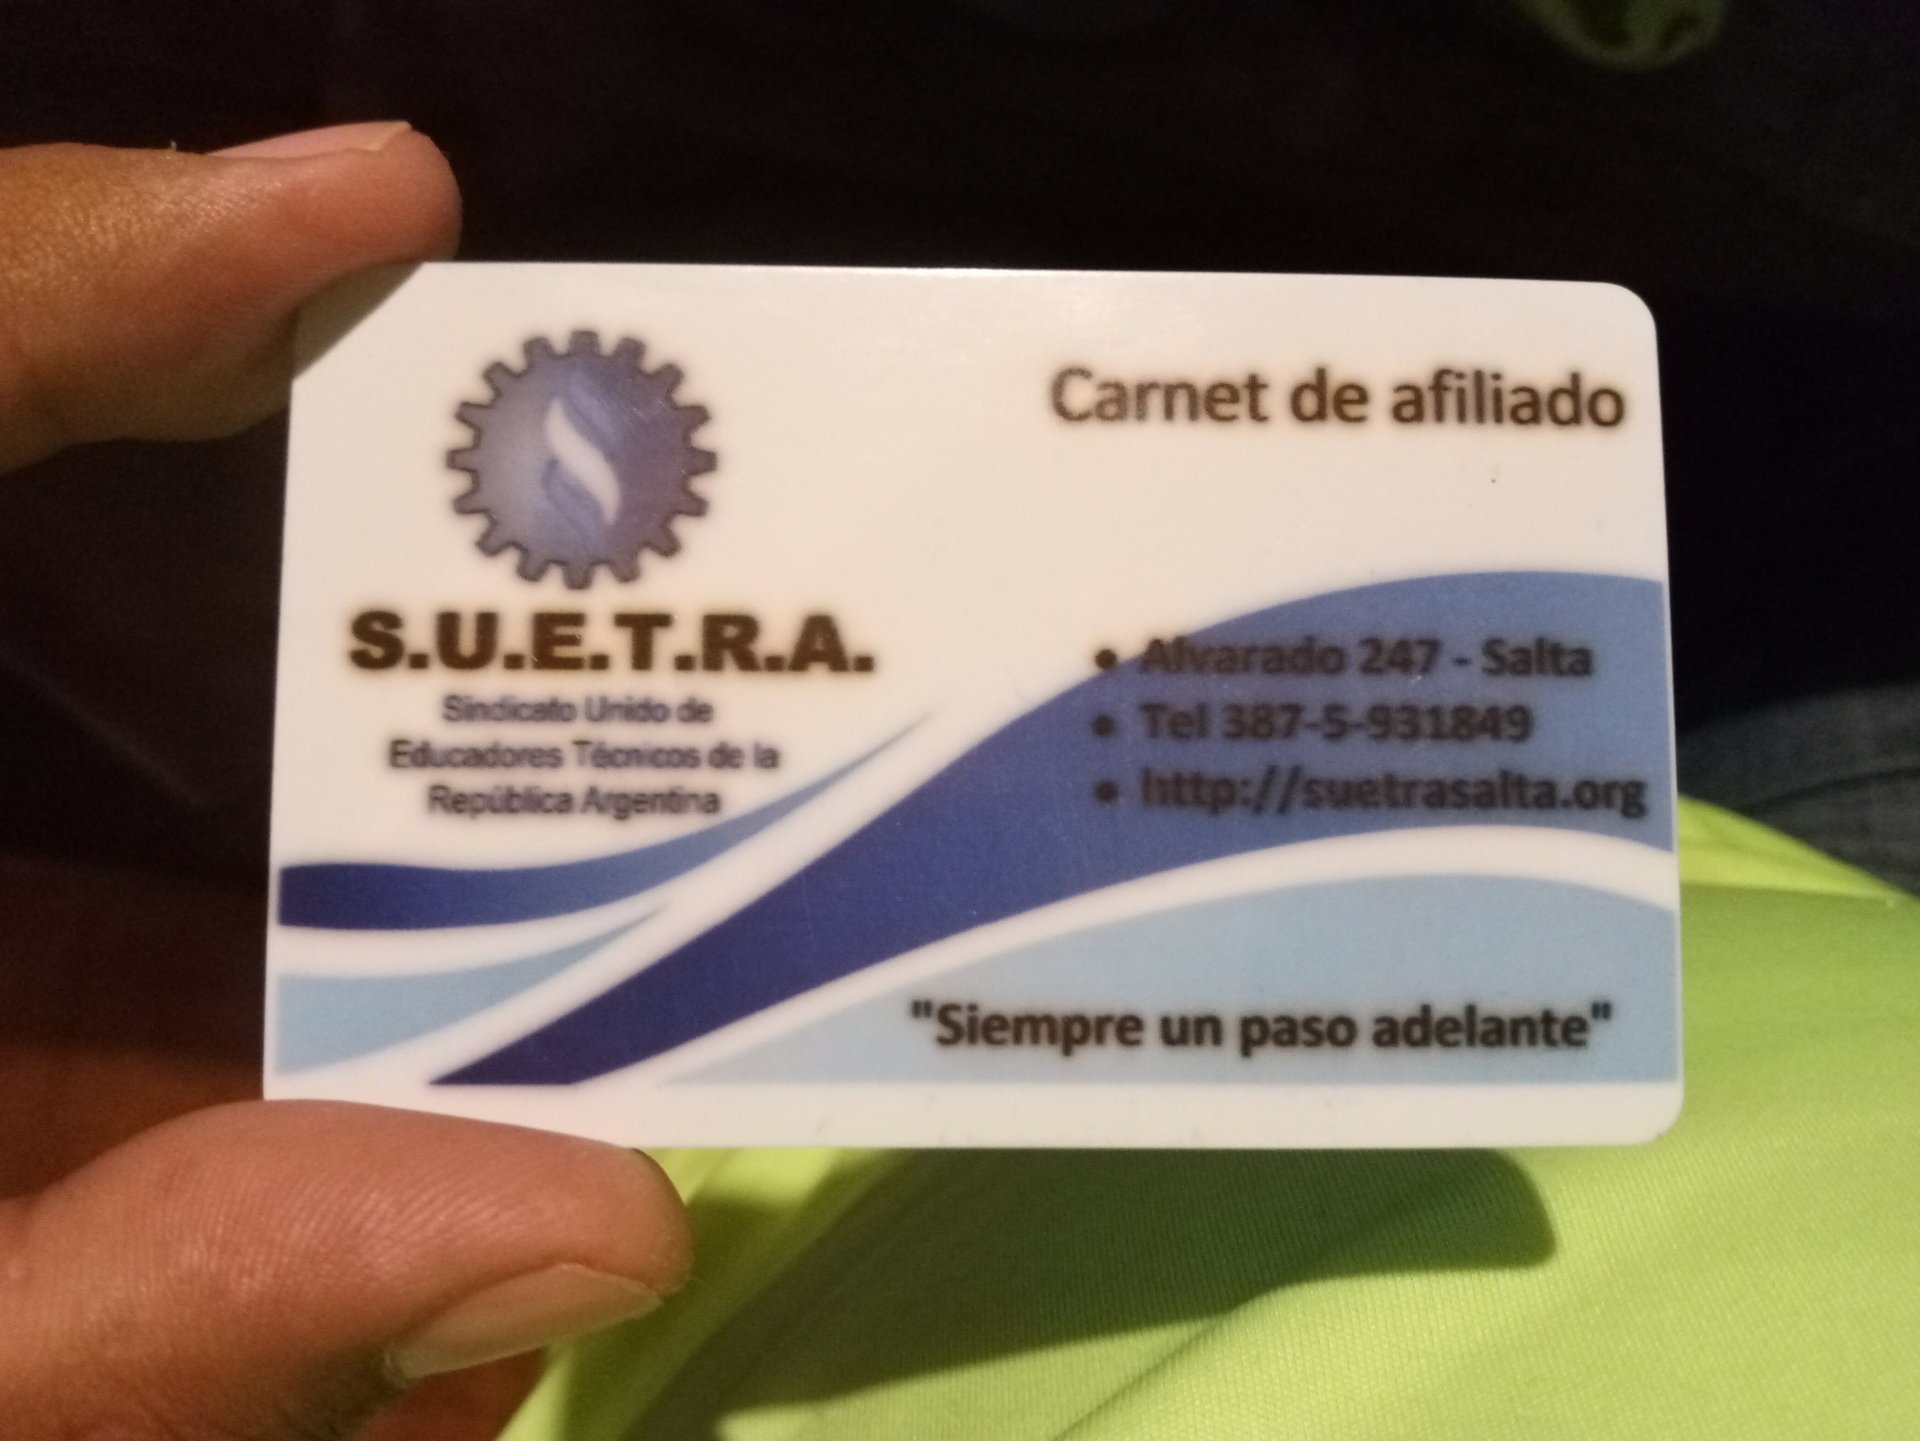 Carnet de afiliado
S.U.E.T.R.A.
Sindicato Unido de
Educadores Técnicos de la
República Argentina
• Alvarado 247 - Salta
• Tel 387-5-931849
• http://suetrasalta.org
"Siempre un paso adelante"